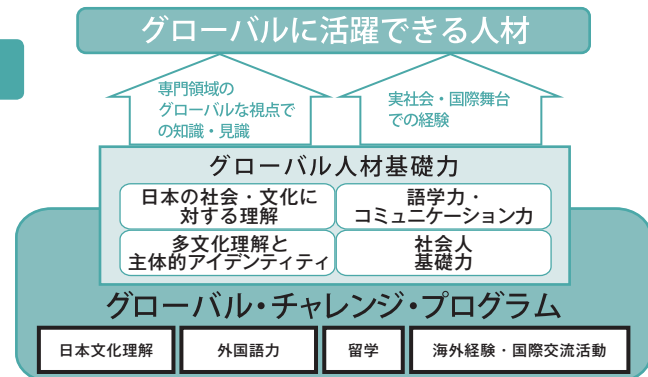 グローバルに活躍できる人材
専門領域の
グローバルな視点で
の知識・見識
実社会・国際舞台
での経験
グローバル人材基礎力
日本の社会・文化に
対する理解
語学力・
コミュニケーション力
多文化理解と
主体的アイデンティティ
社会人
基礎力
グローバル・チャレンジ・プログラム
日本文化理解
外国語力
留学
海外経験・国際交流活動